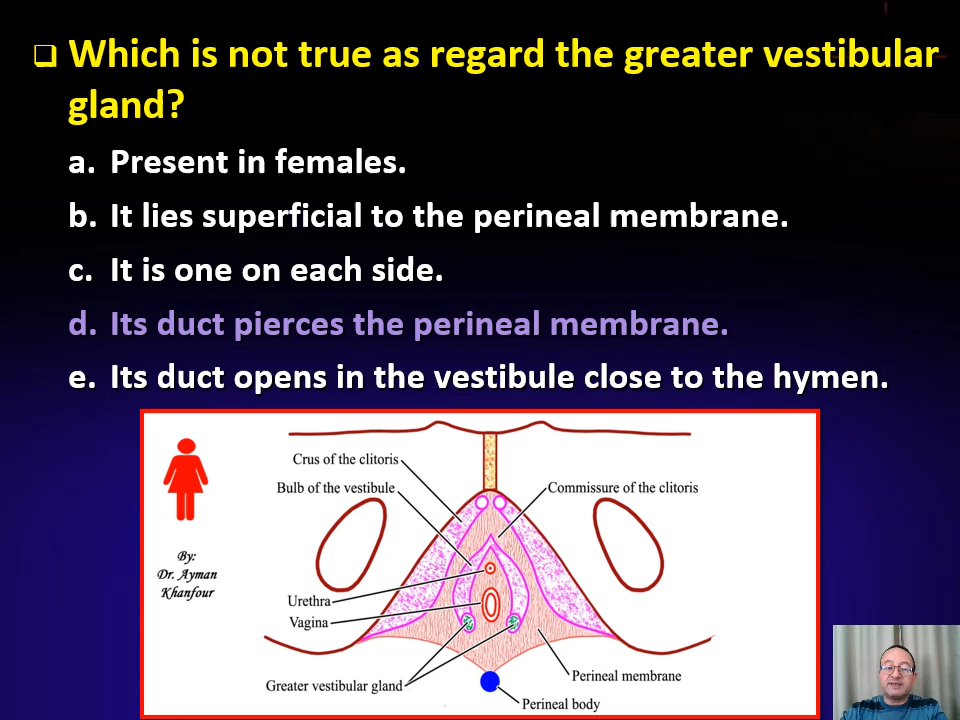 Which is not true as regard the greater vestibular
gland?
a. Present in females.
b. It lies superficial to the perineal membrane.
c. It is one on each side.
d. Its duct pierces the perineal membrane.
e. Its duct opens in the vestibule close to the hymen.
Crus of the clitoris
Bulb of the vestibule
Commissure of the clitoris
By:
Dr. Ayman
Khanfour
Urethra
Vagina
Greater vestibular gland
Perineal membrane
Perineal body